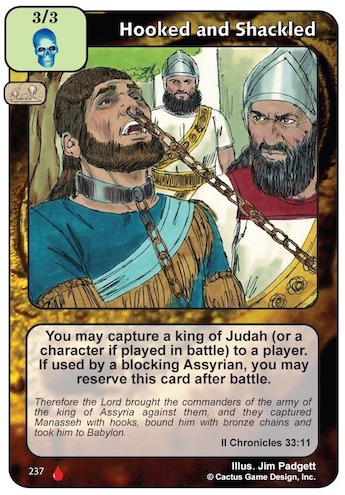 3/3
Hooked and Shackled
You may capture a king of Judah (or a
character if played in battle) to a player.
If used by a blocking Assyrian, you may
reserve this card after battle.
Therefore the Lord brought the commanders of the army of
the king of Assyria against them, and they captured
Manasseh with hooks, bound him with bronze chains and
took him to Babylon.
II Chronicles 33:11
Illus. Jim Padgett
237
© Cactus Game Design, Inc.